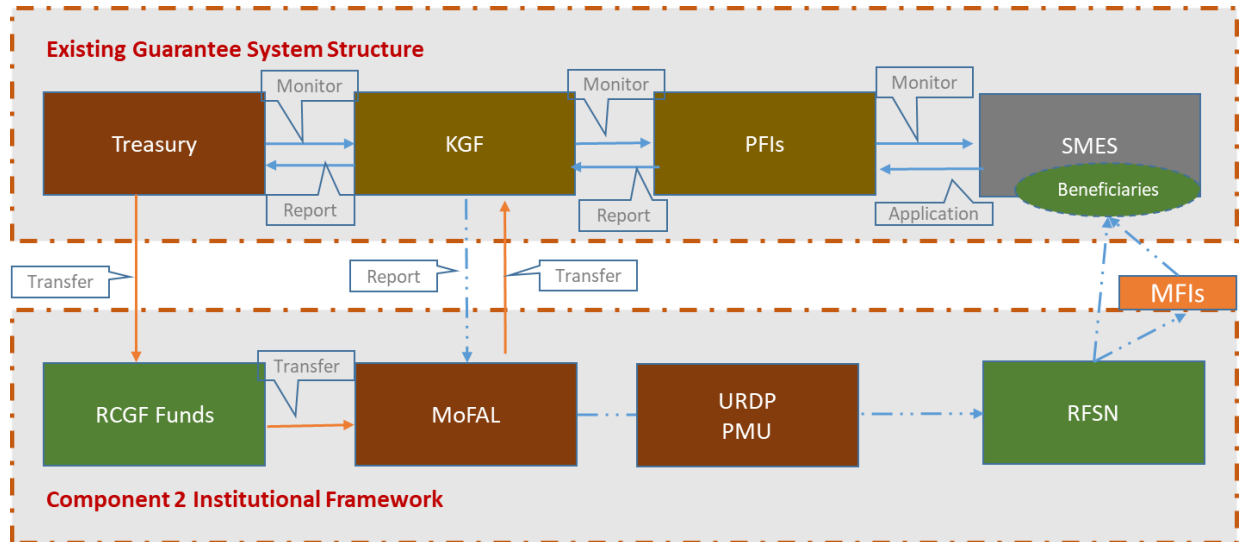 Existing Guarantee System Structure
Monitor
Monitor
Monitor
Treasury
KGF
PFIs
SMES
Beneficiaries
Report
Report
Application
Transfer
Report
Transfer
MFIs
RCGF Funds
Transfer
MoFAL
URDP
PMU
RFSN
Component 2 Institutional Framework